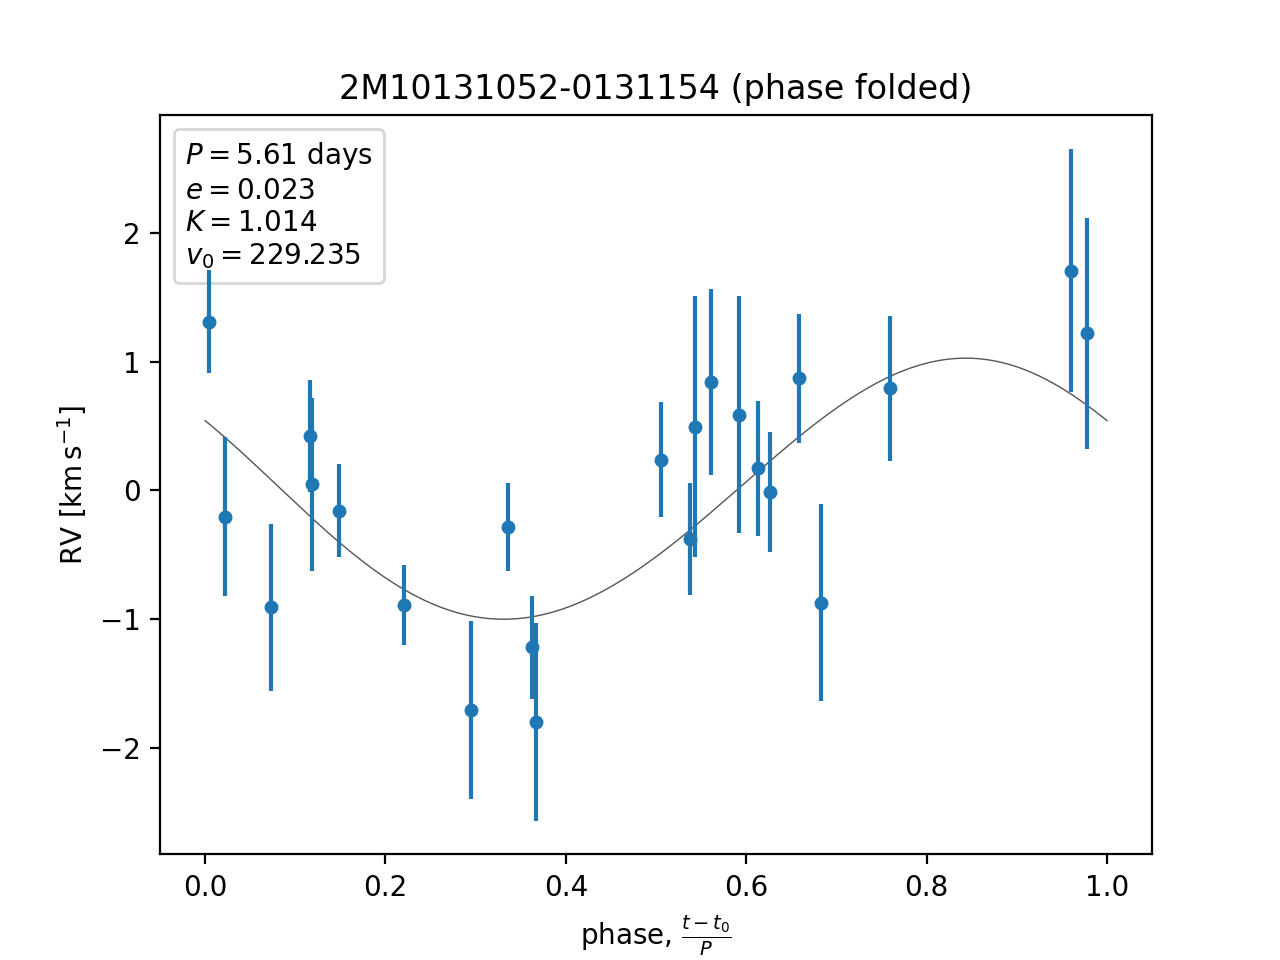 2M10131052-0131154 (phase folded)
P = 5.61 days
e = 0.023
K = 1.014
v₀ = 229.235
RV [km s⁻¹]
2
1
0
−1
−2
0.0 0.2 0.4 0.6 0.8 1.0
phase, (t − t₀)/P